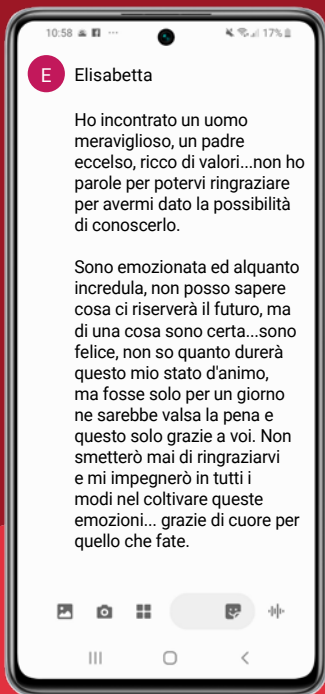 10:58
17%
E Elisabetta
Ho incontrato un uomo
meraviglioso, un padre
eccelso, ricco di valori...non ho
parole per potervi ringraziare
per avermi dato la possibilità
di conoscerlo.
Sono emozionata ed alquanto
incredula, non posso sapere
cosa ci riserverà il futuro, ma
di una cosa sono certa...sono
felice, non so quanto durerà
questo mio stato d'animo,
ma fosse solo per un giorno
ne sarebbe valsa la pena e
questo solo grazie a voi. Non
smetterò mai di ringraziarvi
e mi impegnerò in tutti i
modi nel coltivare queste
emozioni... grazie di cuore per
quello che fate.